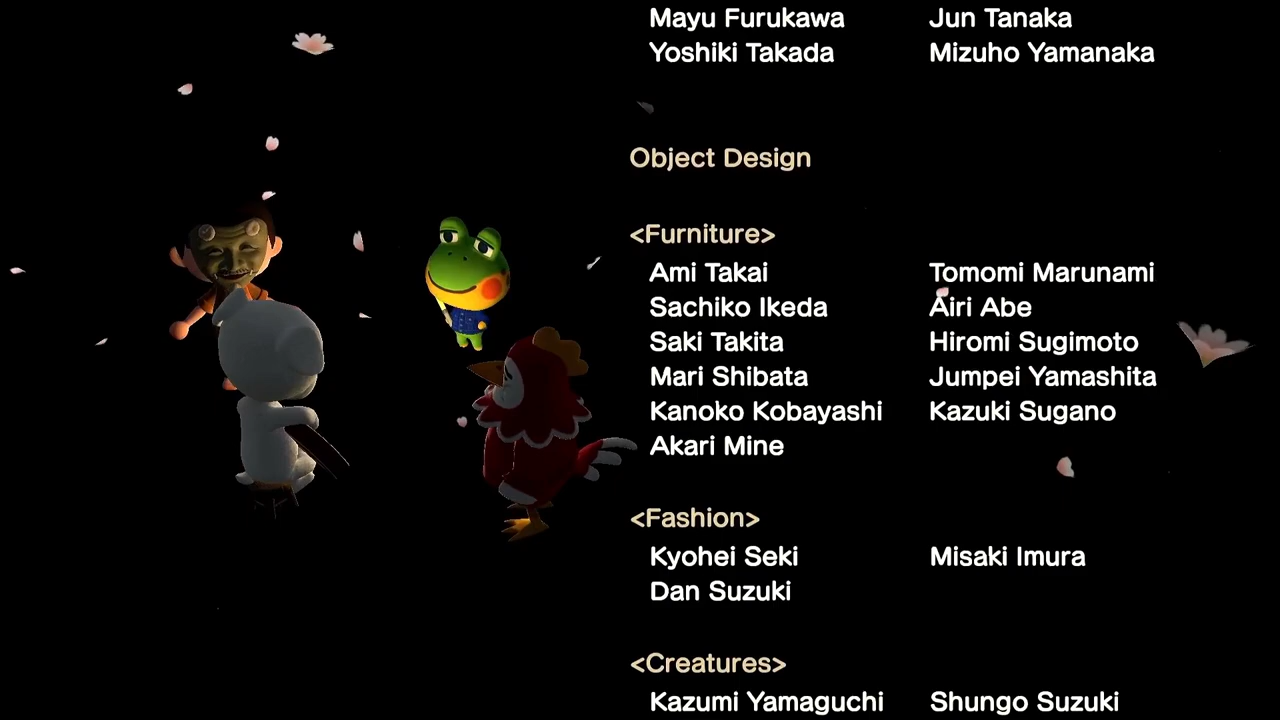 Mayu Furukawa Jun Tanaka
Yoshiki Takada Mizuho Yamanaka
Object Design
<Furniture>
Ami Takai Tomomi Marunami
Sachiko Ikeda Airi Abe
Saki Takita Hiromi Sugimoto
Mari Shibata Jumpei Yamashita
Kanoko Kobayashi Kazuki Sugano
Akari Mine
<Fashion>
Kyohei Seki Misaki Imura
Dan Suzuki
<Creatures>
Kazumi Yamaguchi Shungo Suzuki